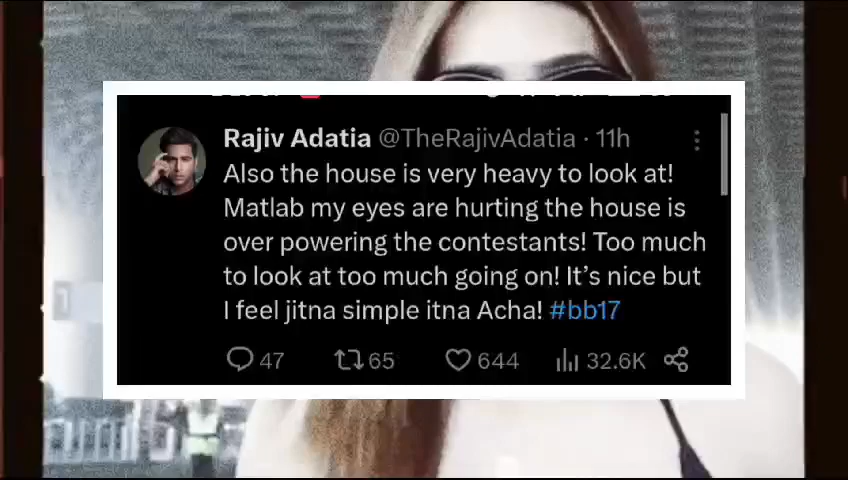 Rajiv Adatia @TheRajivAdatia · 11h
Also the house is very heavy to look at!
Matlab my eyes are hurting the house is
over powering the contestants! Too much
to look at too much going on! It's nice but
I feel jitna simple itna Acha! #bb17
47 65 644 32.6K